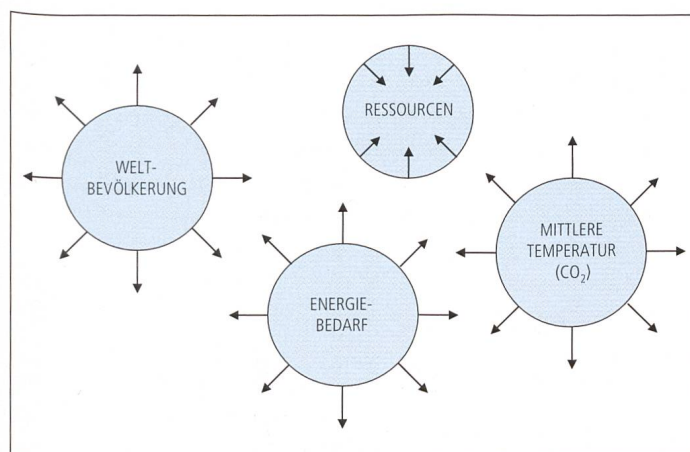 RESSOURCEN
WELT-
BEVÖLKERUNG
MITTLERE
TEMPERATUR
(CO₂)
ENERGIE-
BEDARF